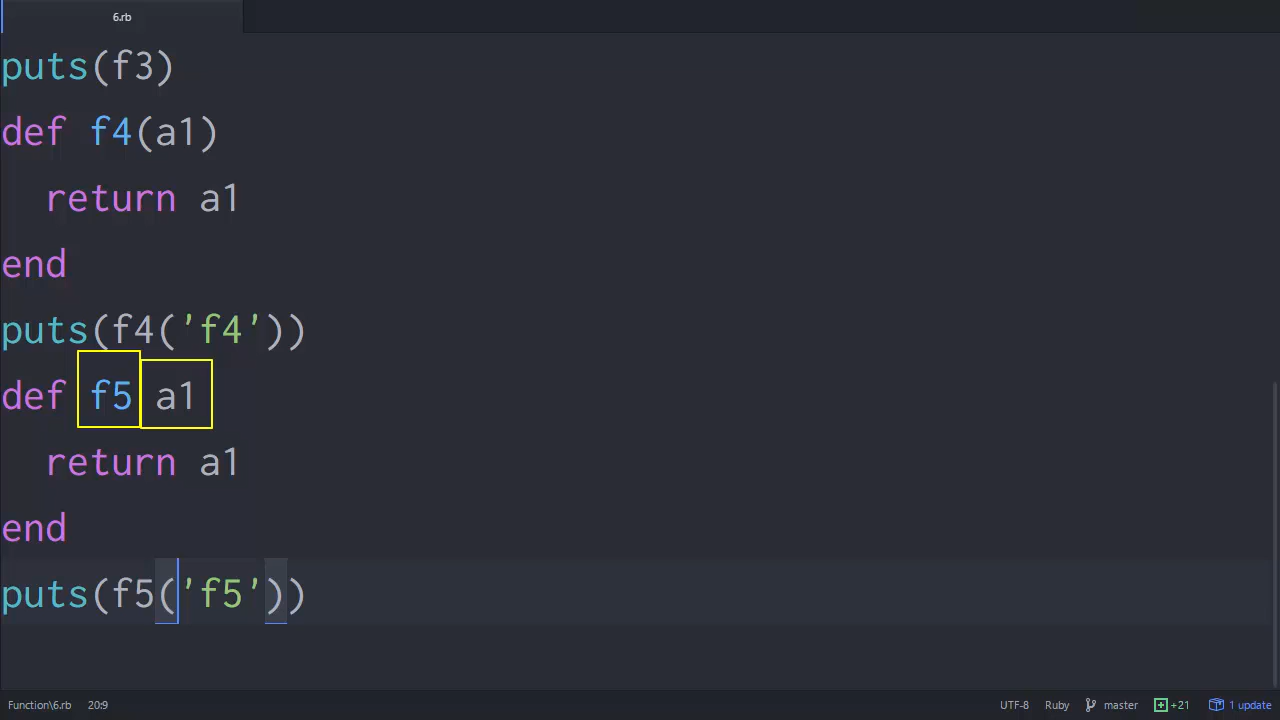 6.rb
puts(f3)
def f4(a1)
  return a1
end
puts(f4('f4'))
def f5 a1
  return a1
end
puts(f5('f5'))
Function\6.rb 20:9 UTF-8 Ruby master +21 1 update